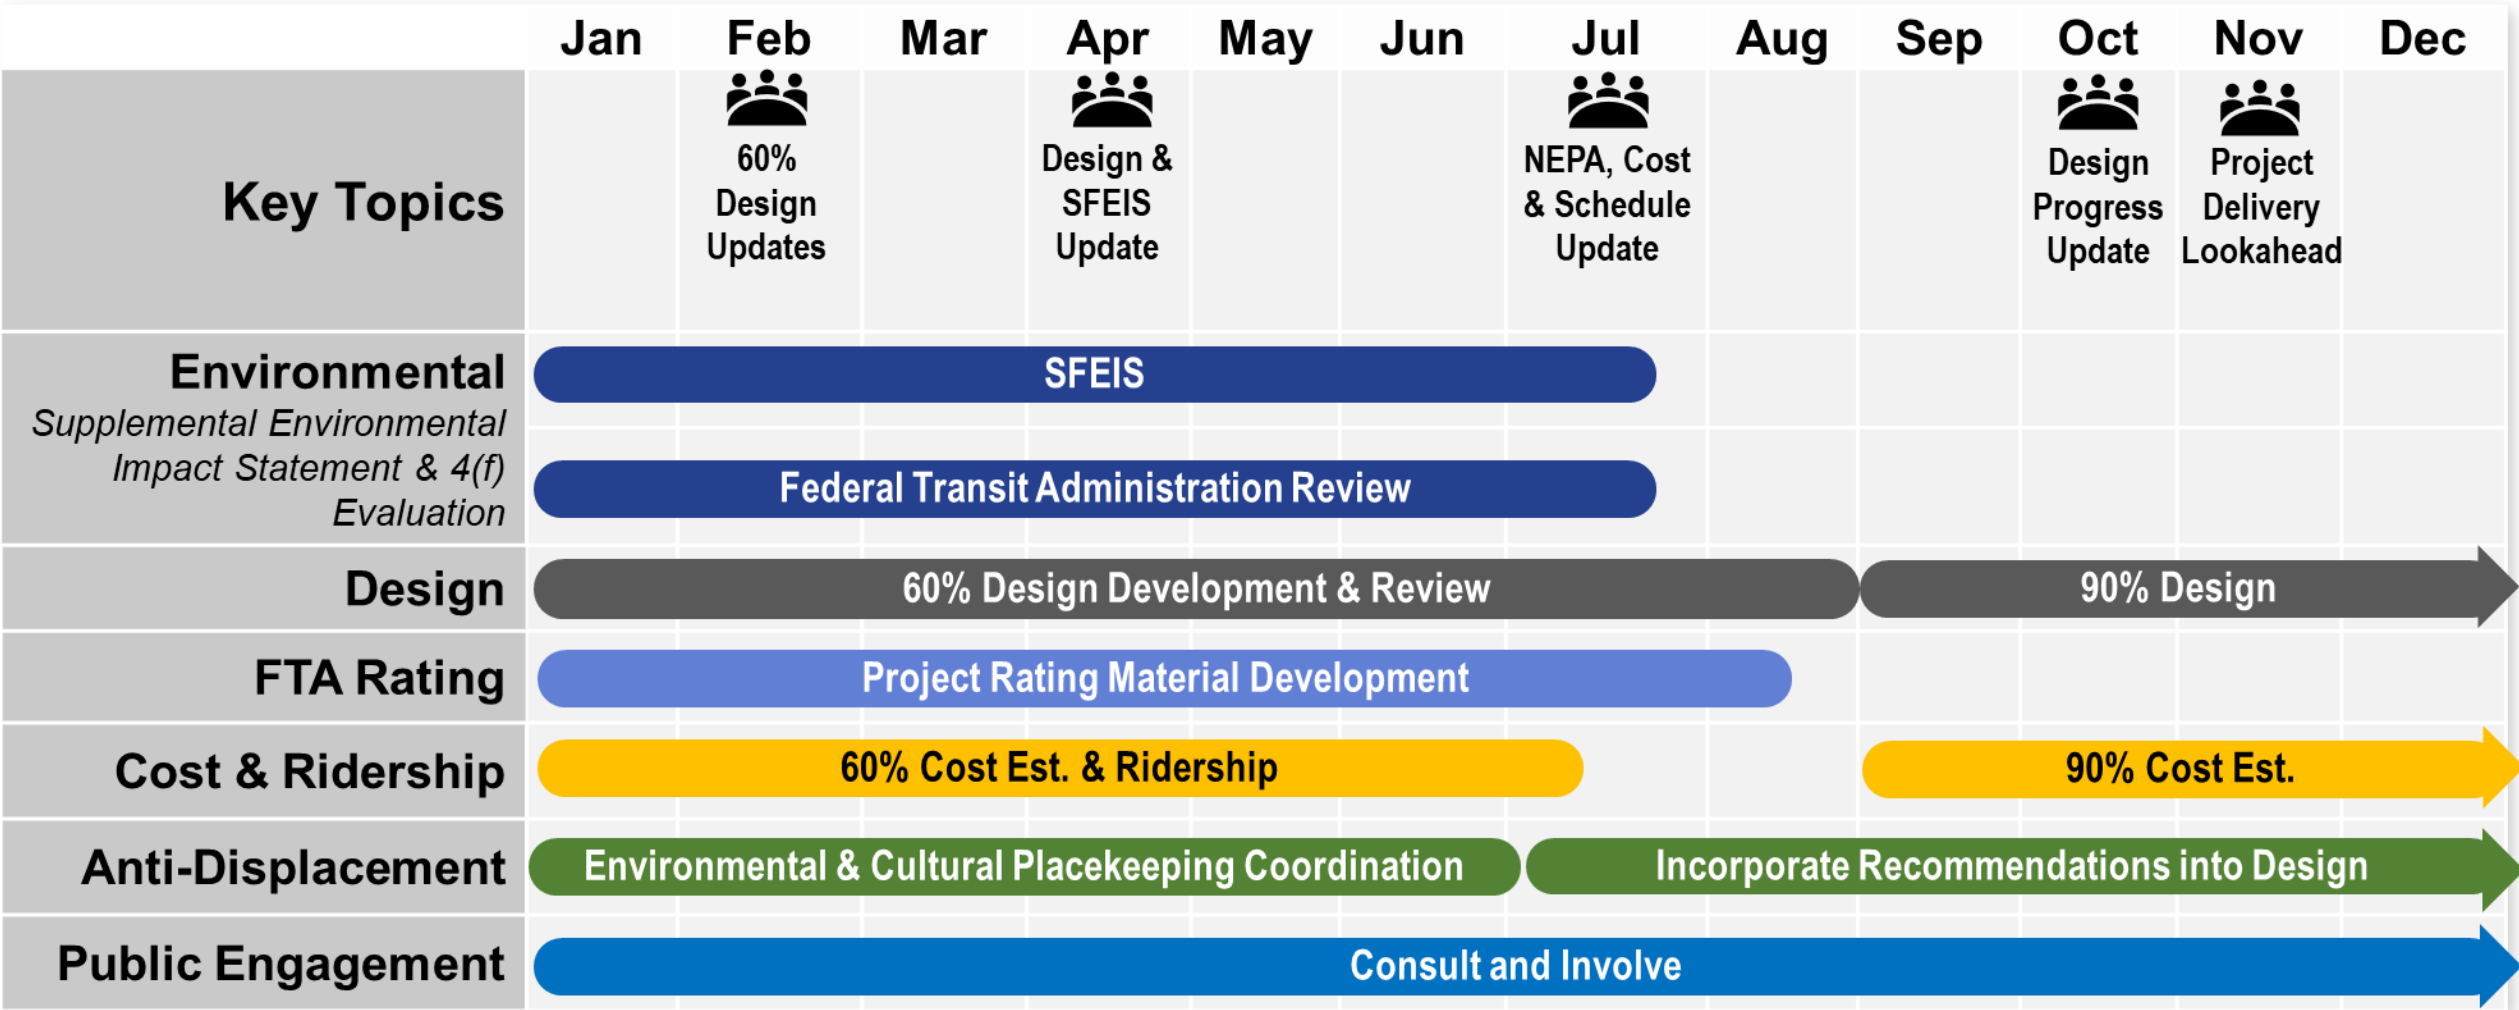 Jan Feb Mar Apr May Jun Jul Aug Sep Oct Nov Dec
Key Topics
60%
Design
Updates
Design &
SFEIS
Update
NEPA, Cost
& Schedule
Update
Design
Progress
Update
Project
Delivery
Lookahead
Environmental
Supplemental Environmental
Impact Statement & 4(f)
Evaluation
SFEIS
Federal Transit Administration Review
Design
60% Design Development & Review
90% Design
FTA Rating
Project Rating Material Development
Cost & Ridership
60% Cost Est. & Ridership
90% Cost Est.
Anti-Displacement
Environmental & Cultural Placekeeping Coordination
Incorporate Recommendations into Design
Public Engagement
Consult and Involve